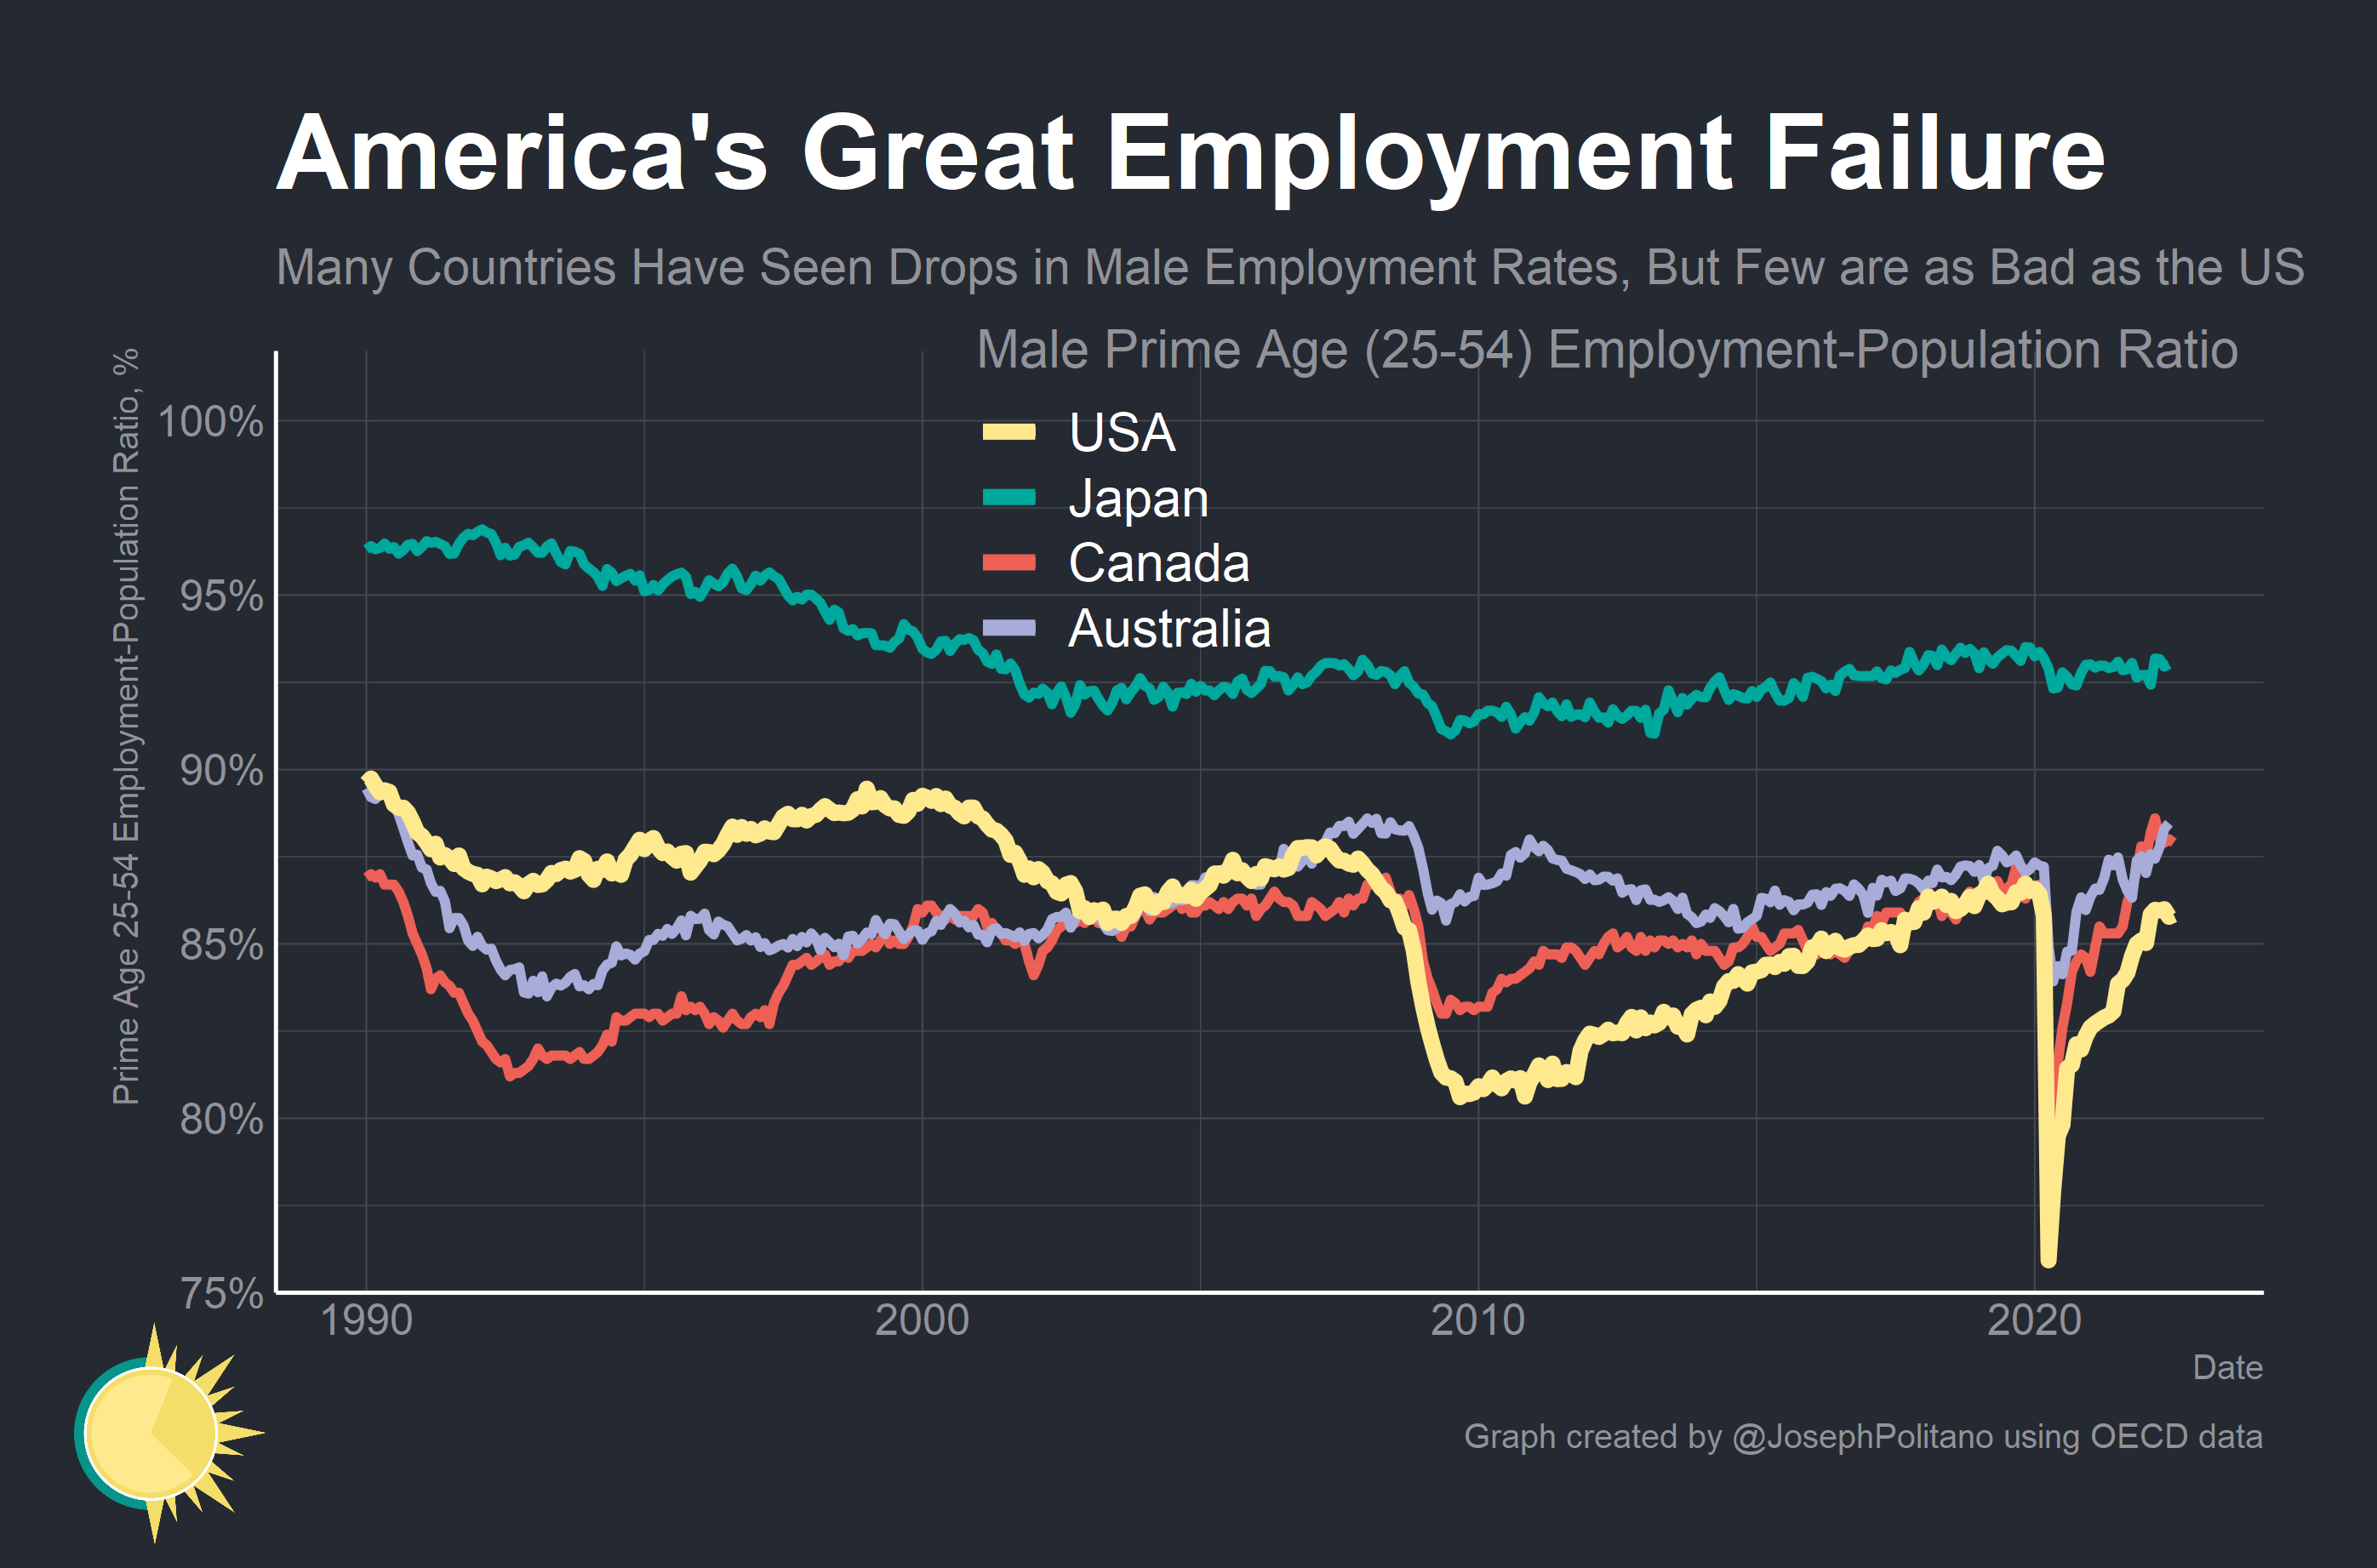 America's Great Employment Failure
Many Countries Have Seen Drops in Male Employment Rates, But Few are as Bad as the US
Male Prime Age (25-54) Employment-Population Ratio
USA
Japan
Canada
Australia
Prime Age 25-54 Employment-Population Ratio, %
100%
95%
90%
85%
80%
75%
1990
2000
2010
2020
Date
Graph created by @JosephPolitano using OECD data